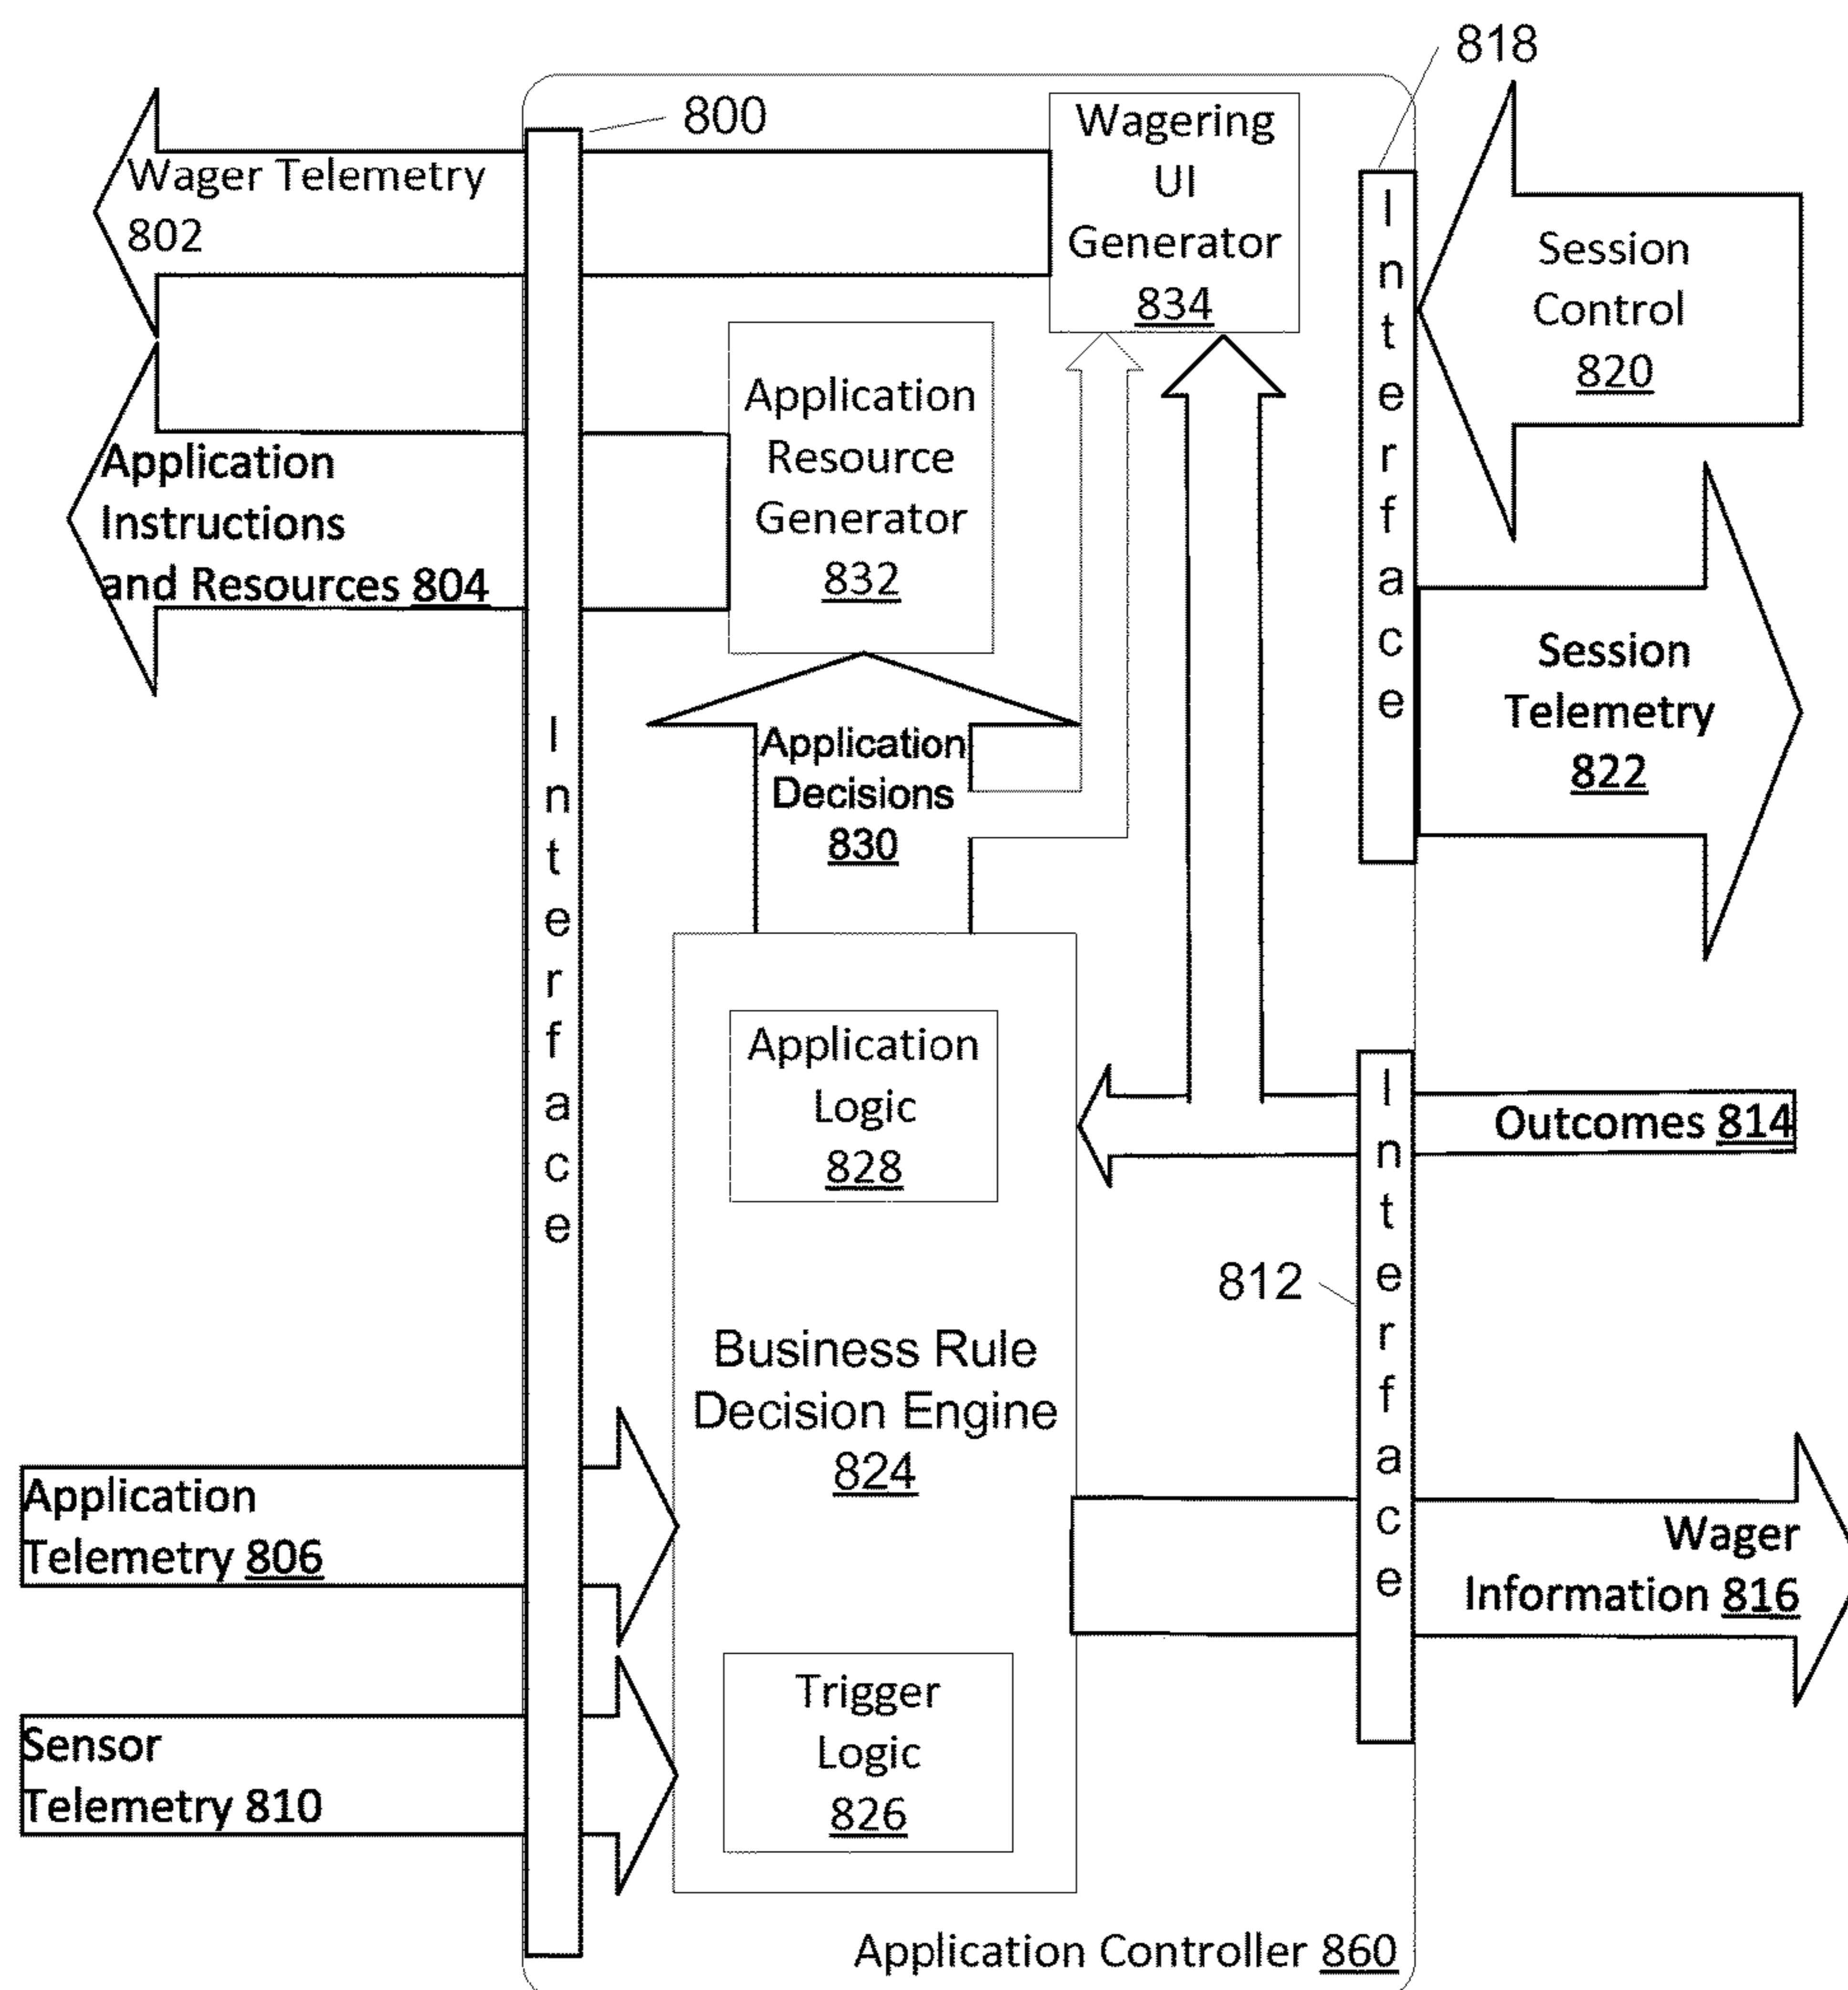 818
800
Wagering
UI
Generator
834
Wager Telemetry
802
Interface
Session
Control
820
Application
Resource
Generator
832
Application
Instructions
and Resources 804
Session
Telemetry
822
Interface
Application
Decisions
830
Application
Logic
828
Interface
Outcomes 814
812
Business Rule
Decision Engine
824
Application
Telemetry 806
Wager
Information 816
Trigger
Logic
826
Sensor
Telemetry 810
Application Controller 860